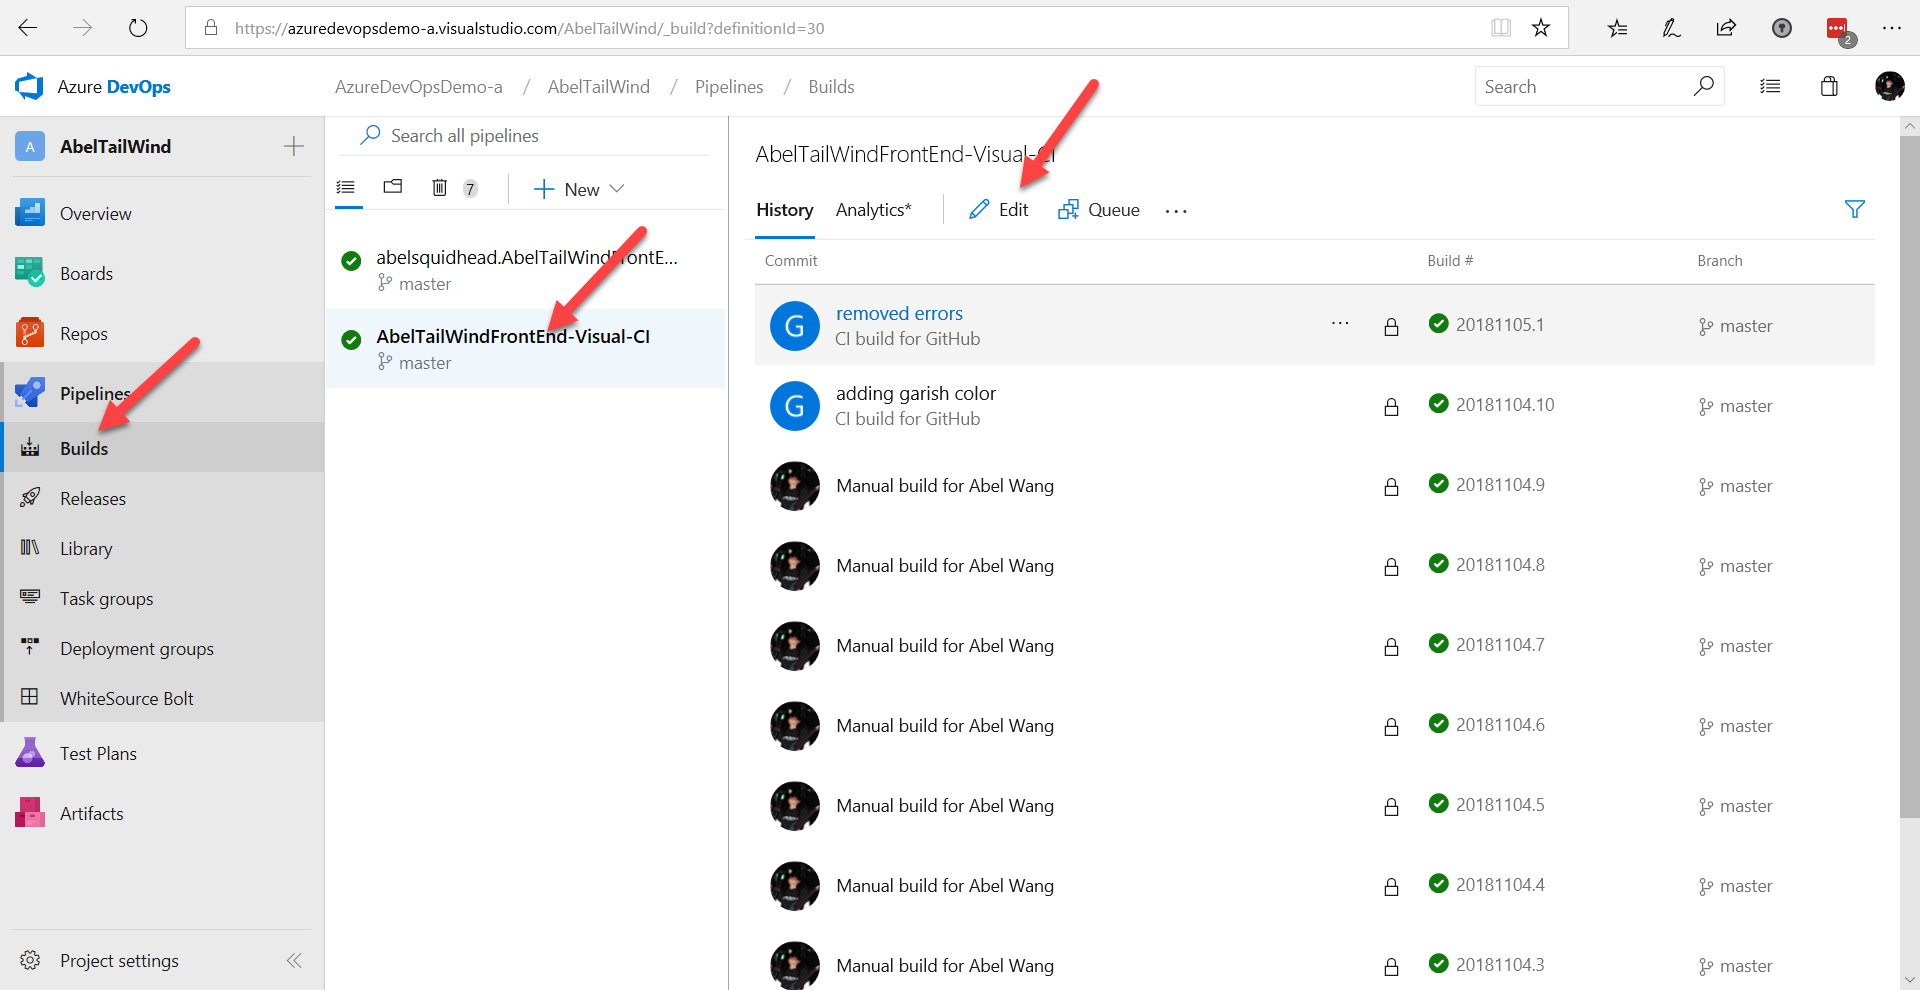 https://azuredevopsdemo-a.visualstudio.com/AbelTailWind/_build?definitionId=30
2
Azure DevOps
AzureDevOpsDemo-a / AbelTailWind / Pipelines / Builds
Search
A AbelTailWind
Overview
Boards
Repos
Pipelines
Builds
Releases
Library
Task groups
Deployment groups
WhiteSource Bolt
Test Plans
Artifacts
Project settings
Search all pipelines
7 New
abelsquidhead.AbelTailWindFrontE...
master
AbelTailWindFrontEnd-Visual-CI
master
AbelTailWindFrontEnd-Visual-CI
History Analytics* Edit Queue ...
Commit Build # Branch
G removed errors ... 20181105.1 master
CI build for GitHub
G adding garish color 20181104.10 master
CI build for GitHub
Manual build for Abel Wang 20181104.9 master
Manual build for Abel Wang 20181104.8 master
Manual build for Abel Wang 20181104.7 master
Manual build for Abel Wang 20181104.6 master
Manual build for Abel Wang 20181104.5 master
Manual build for Abel Wang 20181104.4 master
Manual build for Abel Wang 20181104.3 master